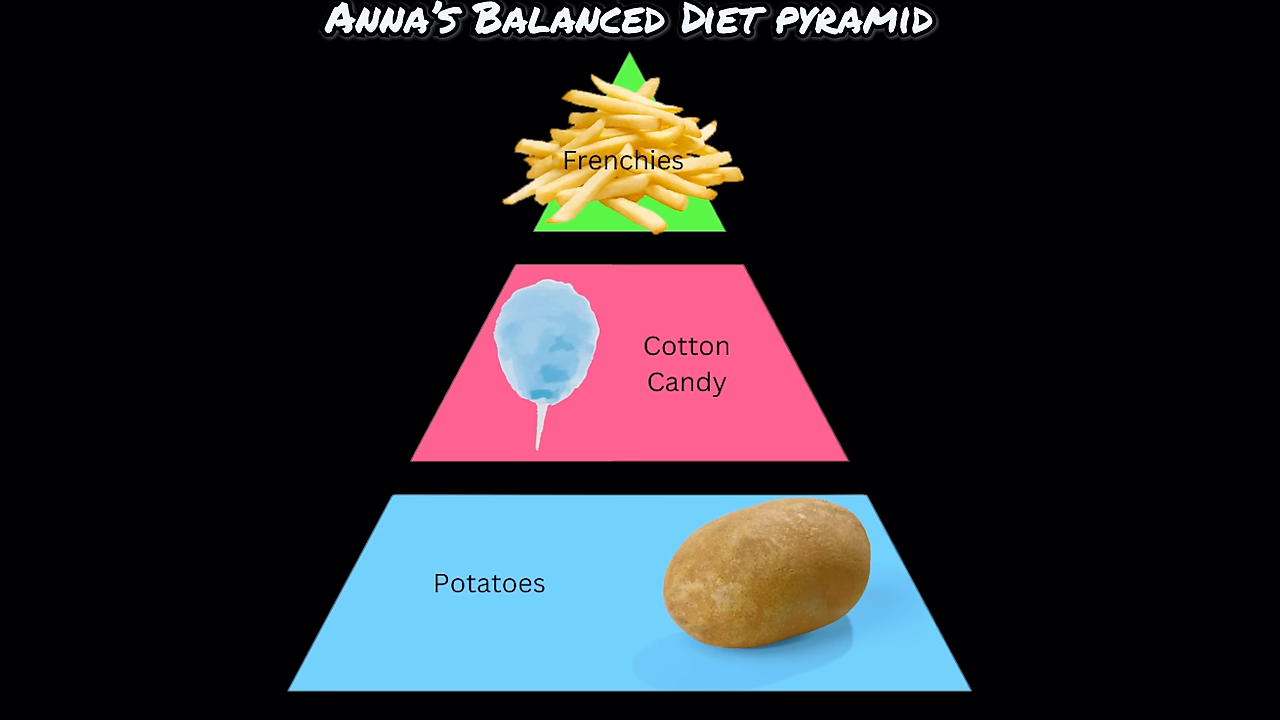 Anna's Balanced Diet pyramid
Frenchies
Cotton
Candy
Potatoes